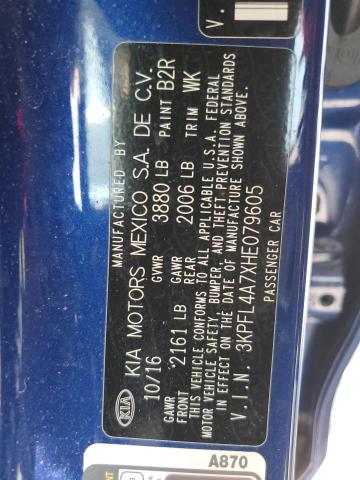 MANUFACTURED BY
KIA KIA MOTORS MEXICO S.A. DE C.V.
10/16 GVWR 3880 LB PAINT B2R
GAWR FRONT 2161 LB GAWR REAR 2006 LB TRIM WK
THIS VEHICLE CONFORMS TO ALL APPLICABLE U.S.A. FEDERAL
MOTOR VEHICLE SAFETY, BUMPER, AND THEFT PREVENTION STANDARDS
IN EFFECT ON THE DATE OF MANUFACTURE SHOWN ABOVE.
V.I.N. 3KPFL4A7XHE079605
PASSENGER CAR
A870
V.